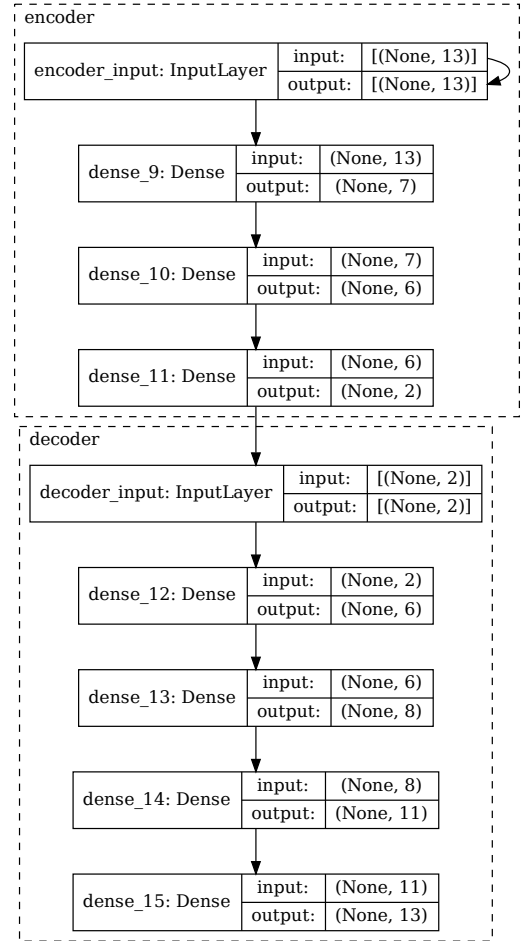 encoder
encoder_input: InputLayer
input: [(None, 13)]
output: [(None, 13)]
dense_9: Dense
input: (None, 13)
output: (None, 7)
dense_10: Dense
input: (None, 7)
output: (None, 6)
dense_11: Dense
input: (None, 6)
output: (None, 2)
decoder
decoder_input: InputLayer
input: [(None, 2)]
output: [(None, 2)]
dense_12: Dense
input: (None, 2)
output: (None, 6)
dense_13: Dense
input: (None, 6)
output: (None, 8)
dense_14: Dense
input: (None, 8)
output: (None, 11)
dense_15: Dense
input: (None, 11)
output: (None, 13)